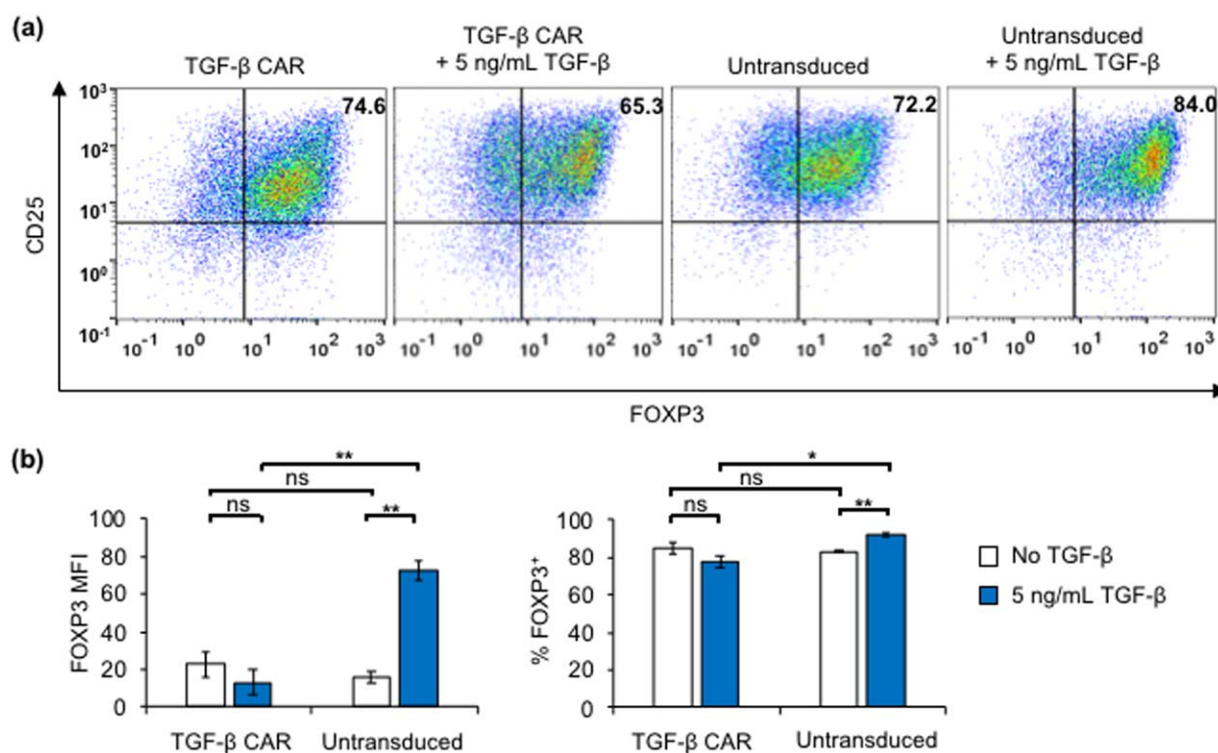 (a)
TGF-β CAR
TGF-β CAR
+ 5 ng/mL TGF-β
Untransduced
Untransduced
+ 5 ng/mL TGF-β
10³
10²
10¹
10⁰
10⁻¹
CD25
74.6
65.3
72.2
84.0
10⁻¹ 10⁰ 10¹ 10² 10³
10⁻¹ 10⁰ 10¹ 10² 10³
10⁻¹ 10⁰ 10¹ 10² 10³
10⁻¹ 10⁰ 10¹ 10² 10³
FOXP3
(b)
**
ns
ns
**
100
80
60
40
20
0
FOXP3 MFI
TGF-β CAR
Untransduced
*
ns
ns
**
100
80
60
40
20
0
% FOXP3⁺
TGF-β CAR
Untransduced
No TGF-β
5 ng/mL TGF-β